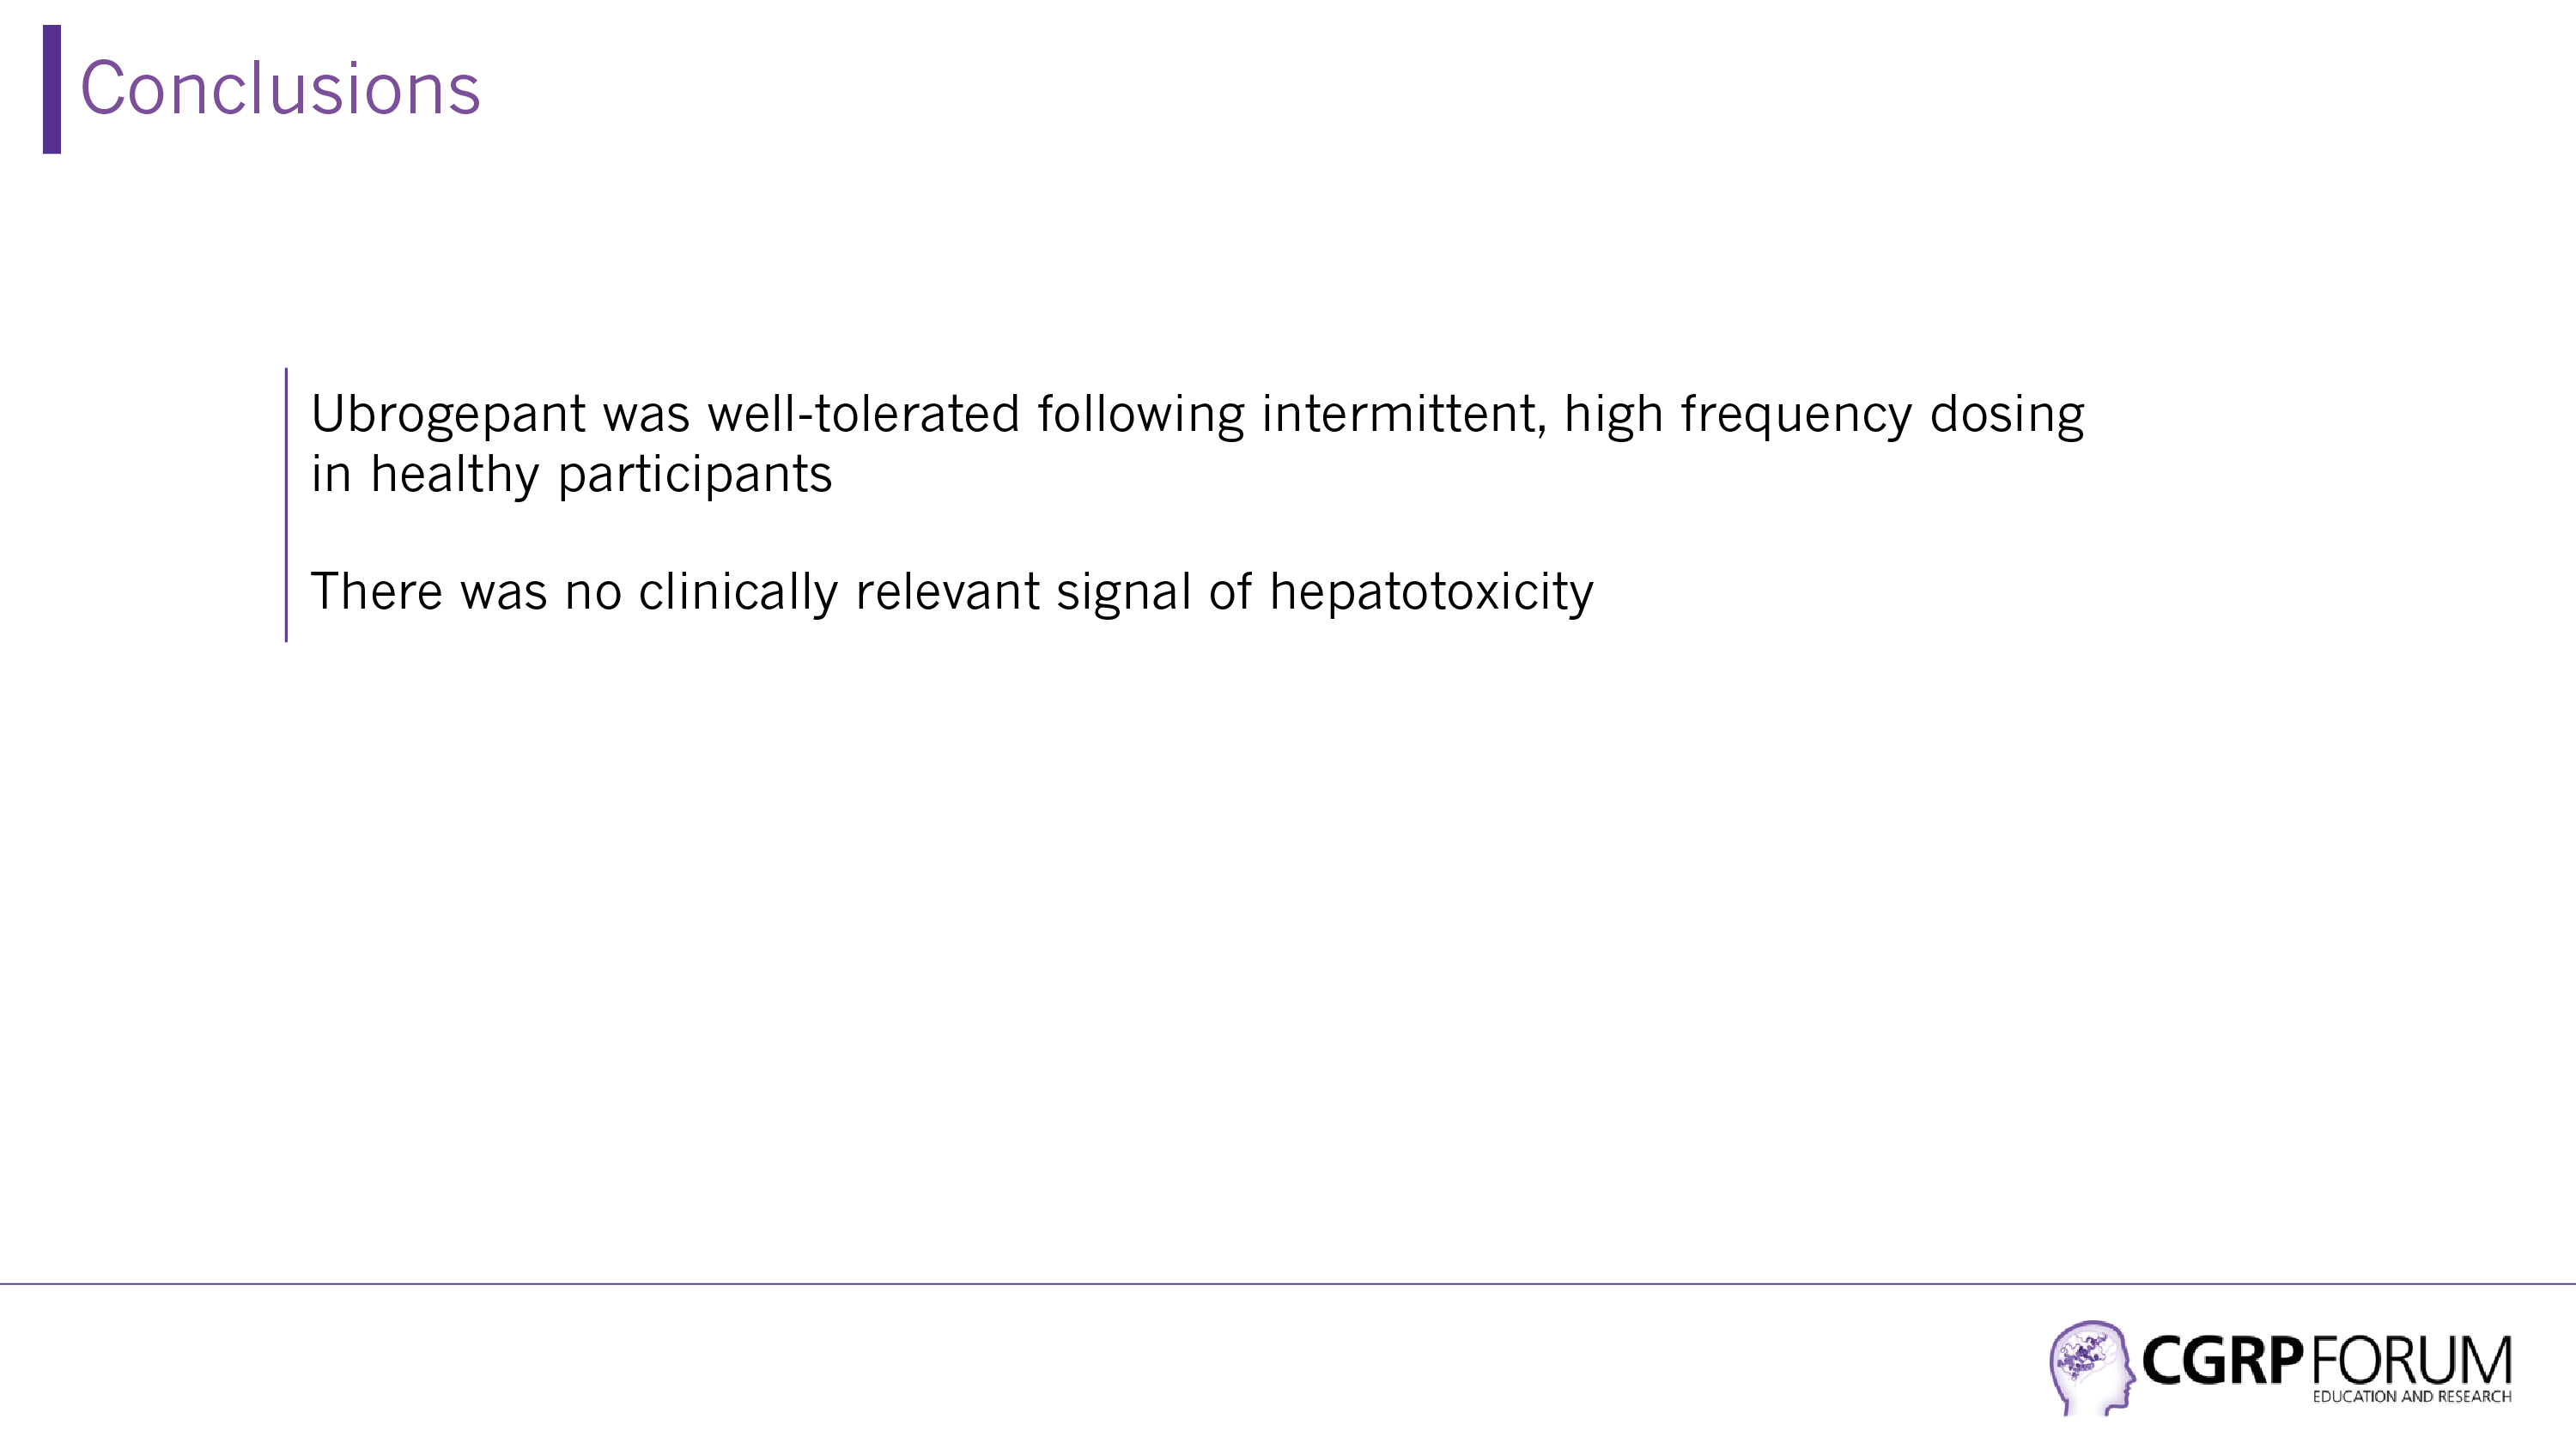 Conclusions
Ubrogepant was well-tolerated following intermittent, high frequency dosing
in healthy participants
There was no clinically relevant signal of hepatotoxicity
CGRP FORUM
EDUCATION AND RESEARCH